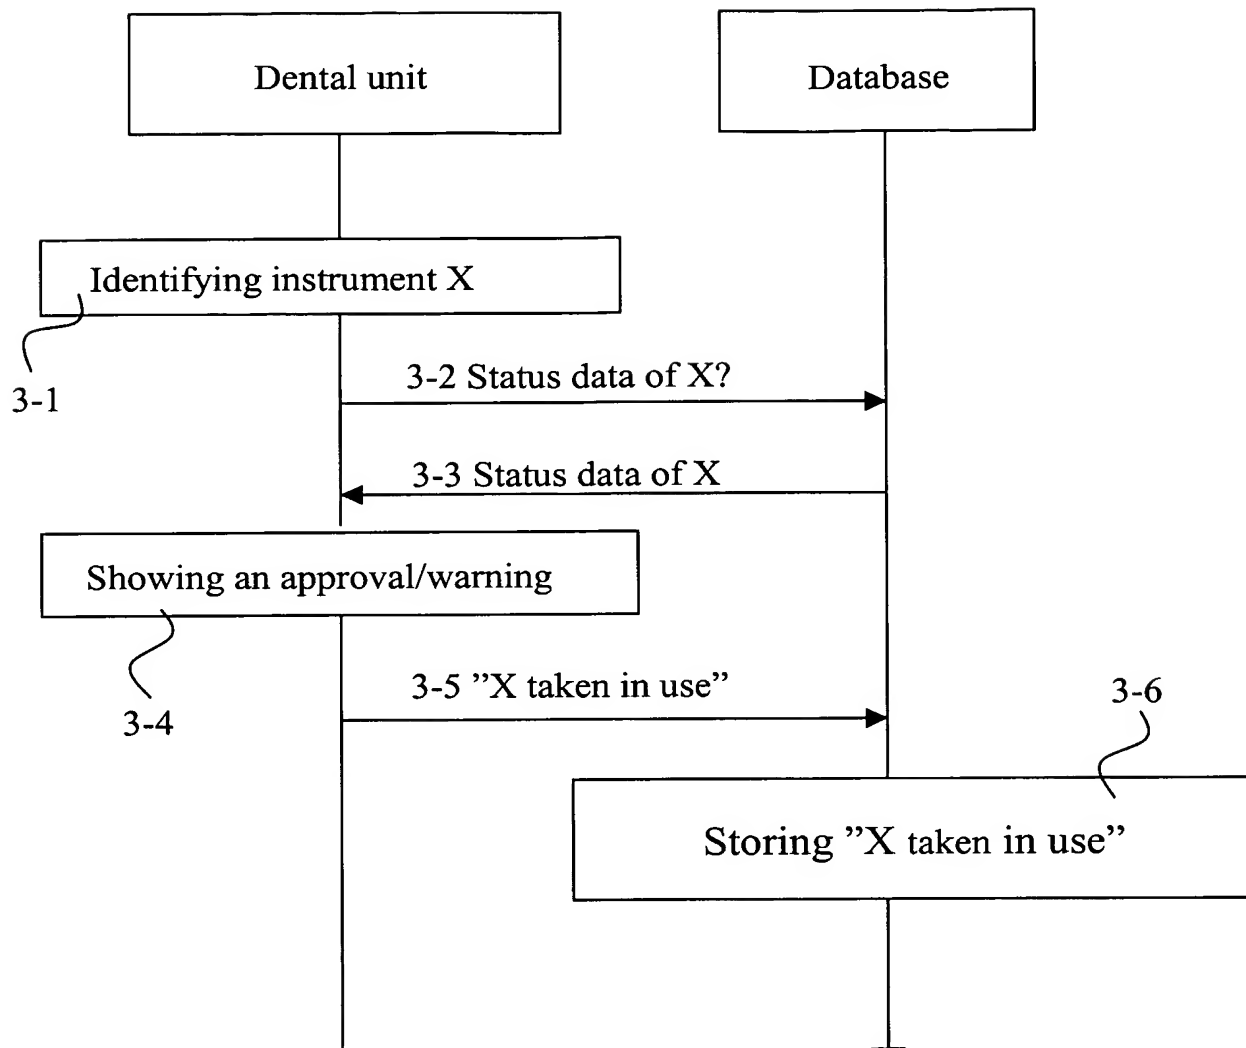 Dental unit
Database
Identifying instrument X
3-1
3-2 Status data of X?
3-3 Status data of X
Showing an approval/warning
3-4
3-5 ”X taken in use”
3-6
Storing ”X taken in use”